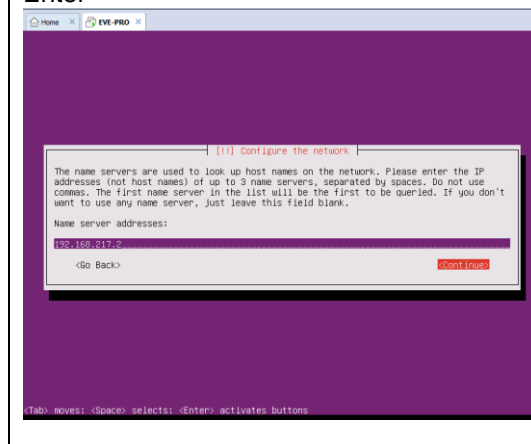 Enter
Home × EVE-PRO ×
[!!] Configure the network
The name servers are used to look up host names on the network. Please enter the IP
addresses (not host names) of up to 3 name servers, separated by spaces. Do not use
commas. The first name server in the list will be the first to be queried. If you don't
want to use any name server, just leave this field blank.
Name server addresses:
192.168.217.2
<Go Back> <Continue>
<Tab> moves; <Space> selects; <Enter> activates buttons